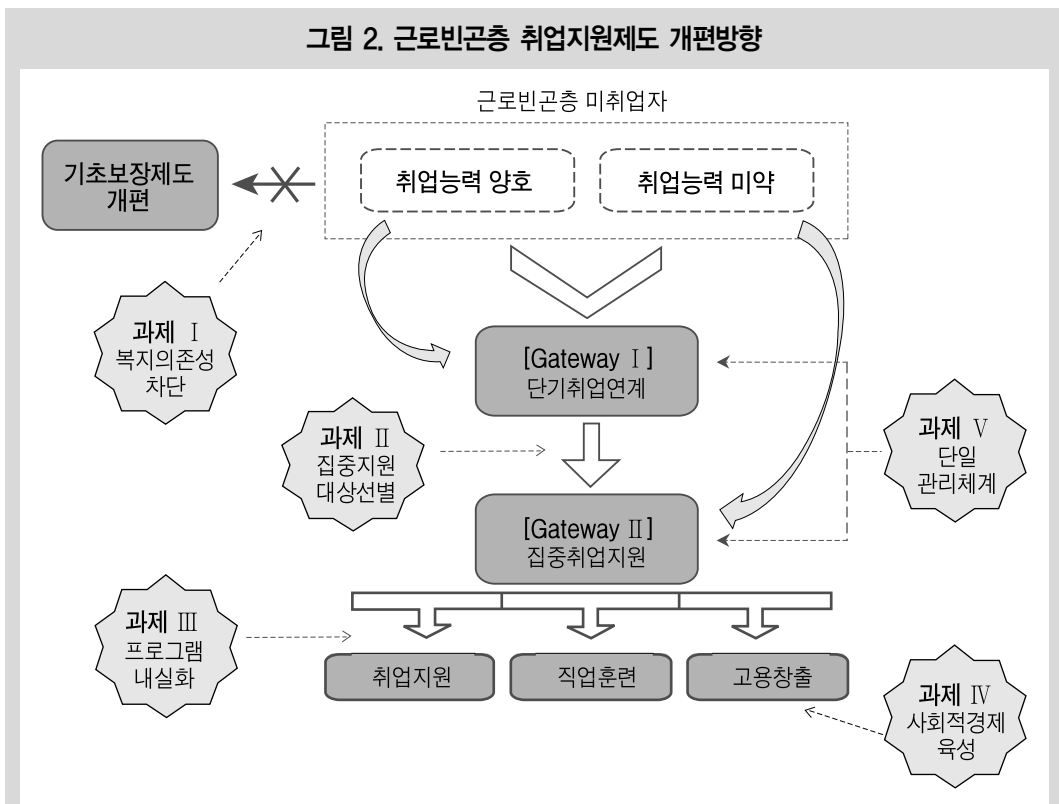 그림 2. 근로빈곤층 취업지원제도 개편방향
근로빈곤층 미취업자
기초보장제도
개편
취업능력 양호
취업능력 미약
과제 Ⅰ
복지의존성
차단
[Gateway Ⅰ]
단기취업연계
과제 Ⅱ
집중지원
대상선별
과제 Ⅴ
단일
관리체계
[Gateway Ⅱ]
집중취업지원
과제 Ⅲ
프로그램
내실화
취업지원
직업훈련
고용창출
과제 Ⅳ
사회적경제
육성